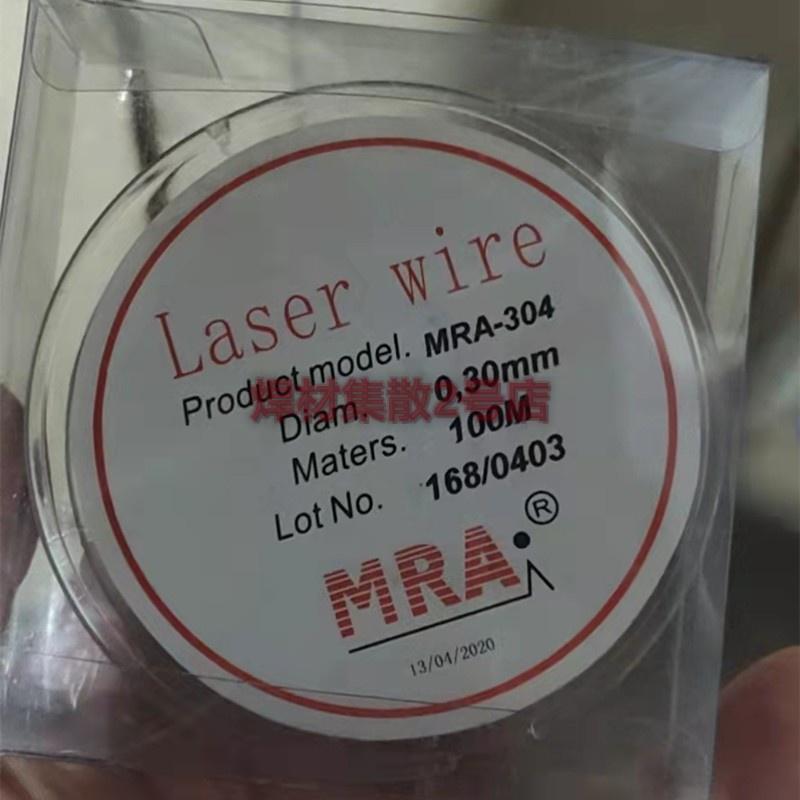 Laser wire
Product model. MRA-304
Diam. 0,30mm
焊材集散2号店
Maters. 100M
Lot No. 168/0403
MRA ®
13/04/2020